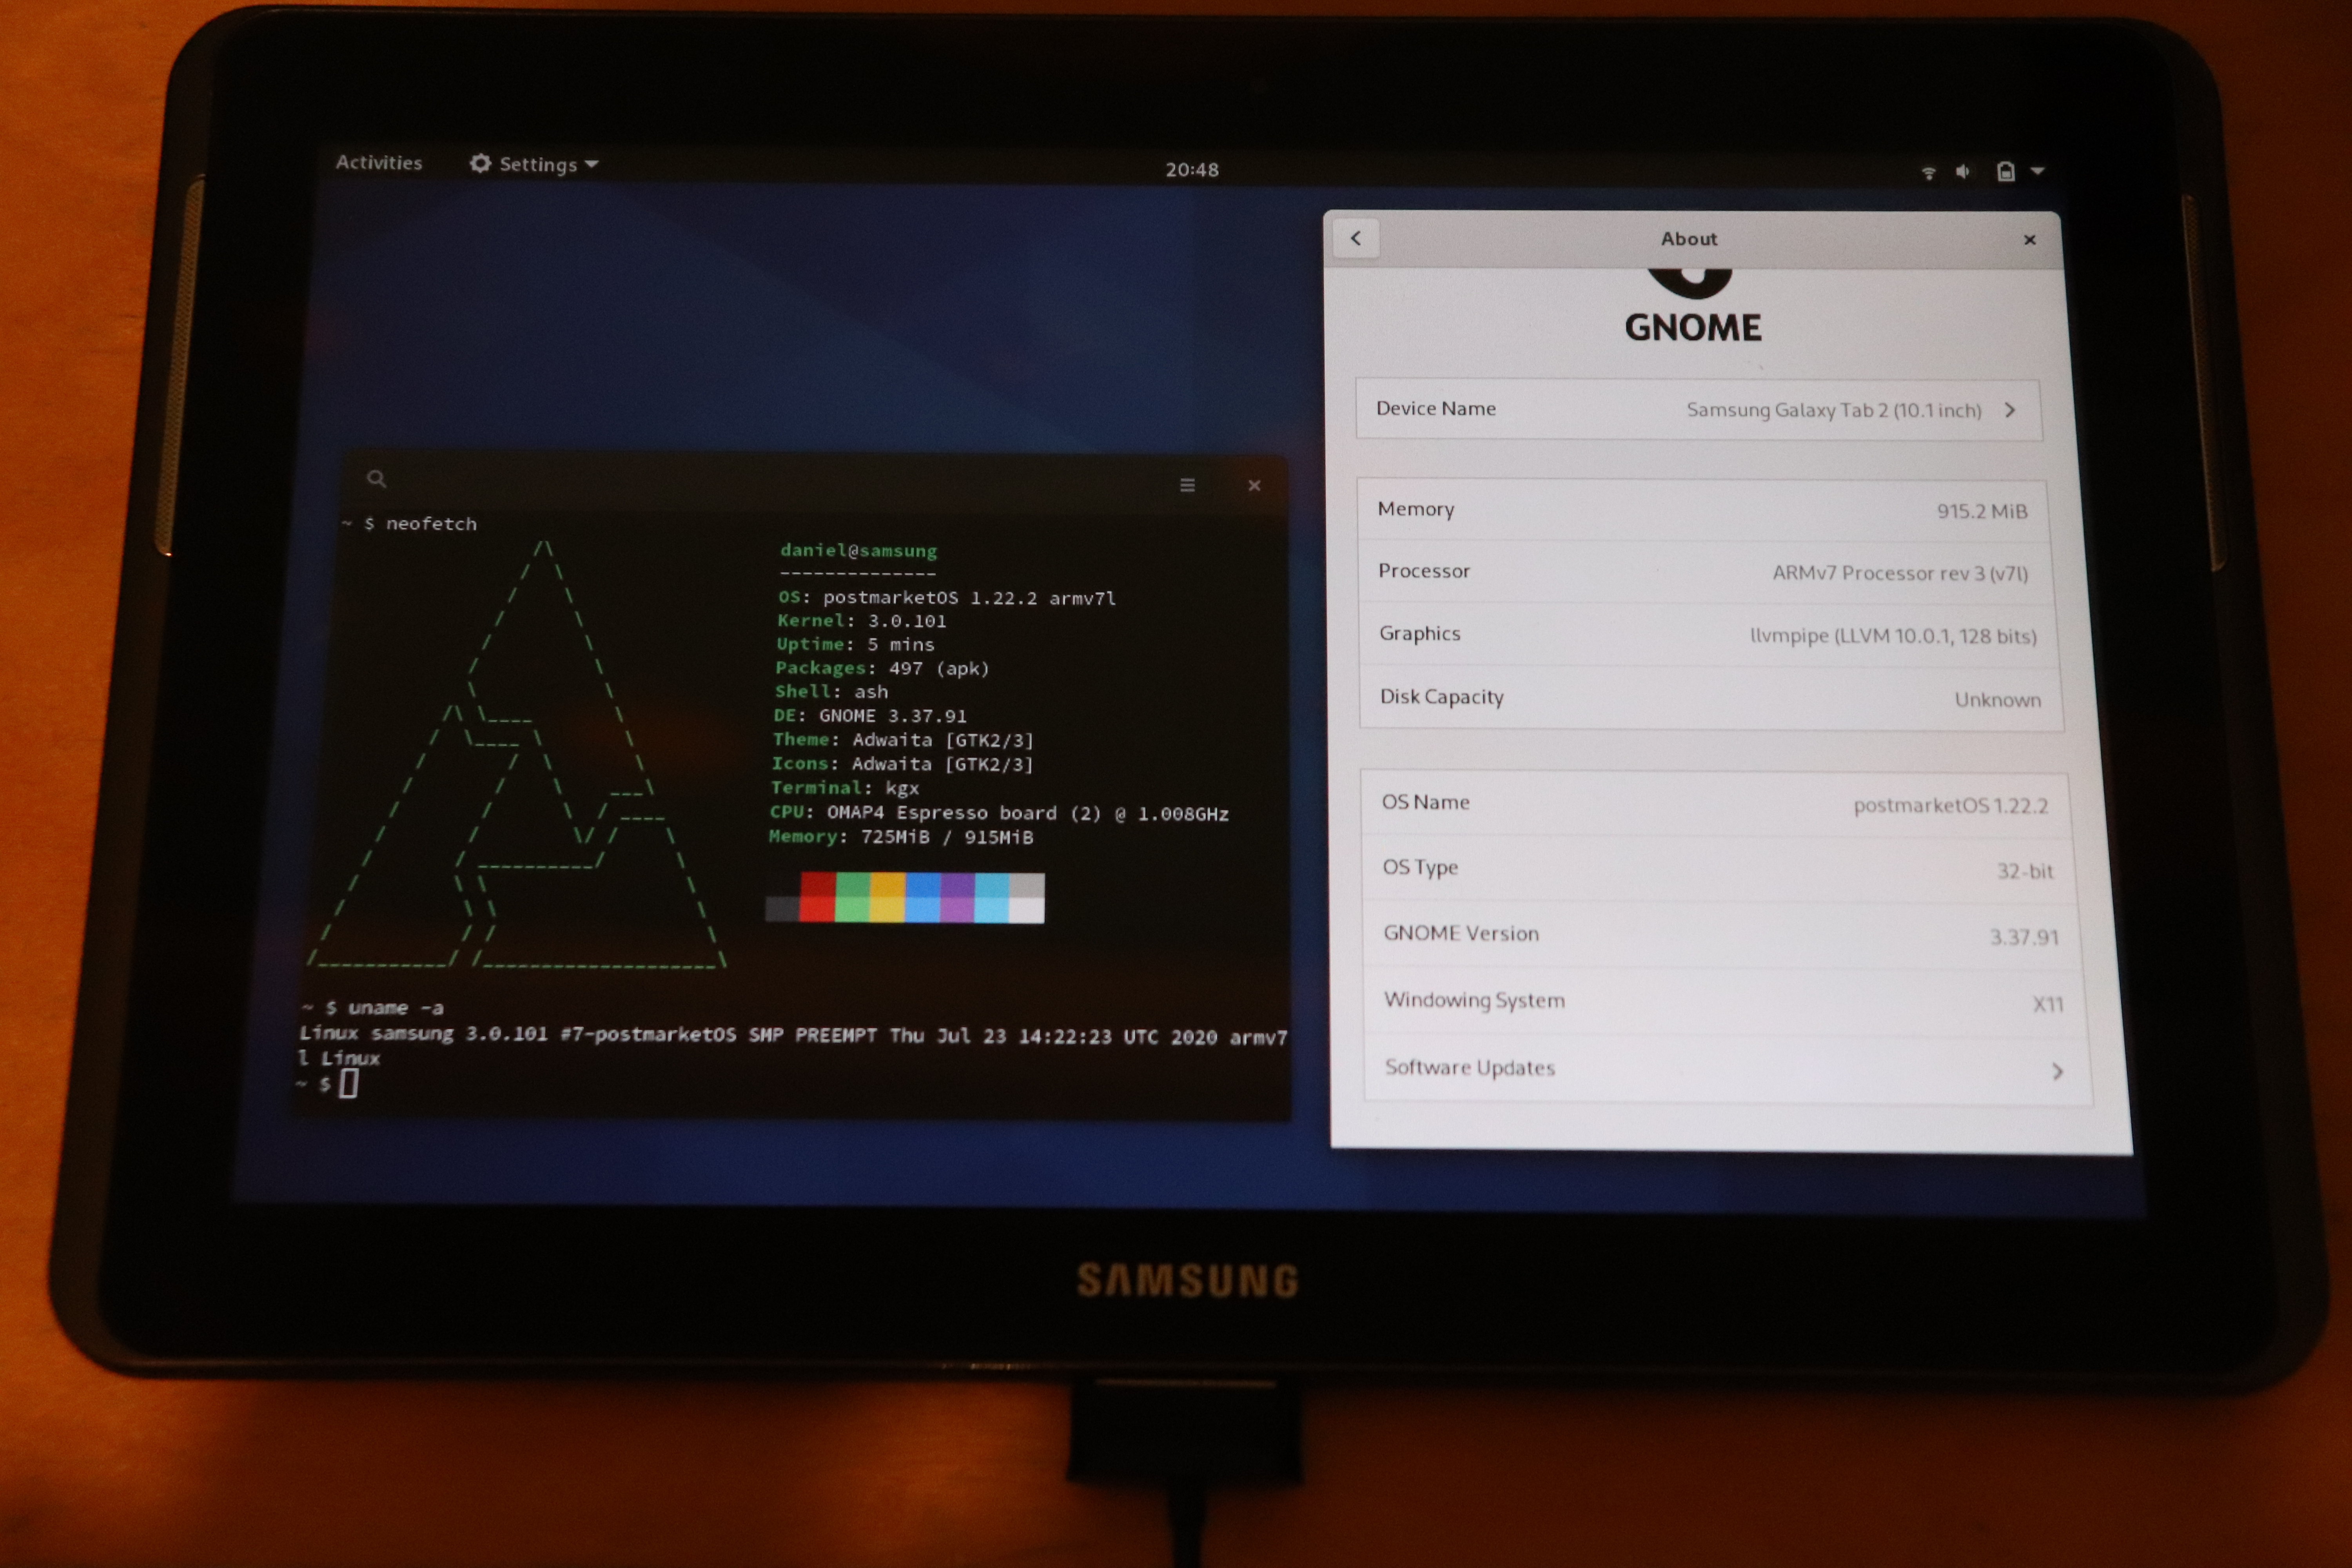 Activities Settings 20:48
~ $ neofetch
daniel@samsung
--------------
OS: postmarketOS 1.22.2 armv7l
Kernel: 3.0.101
Uptime: 5 mins
Packages: 497 (apk)
Shell: ash
DE: GNOME 3.37.91
Theme: Adwaita [GTK2/3]
Icons: Adwaita [GTK2/3]
Terminal: kgx
CPU: OMAP4 Espresso board (2) @ 1.008GHz
Memory: 725MiB / 915MiB
~ $ uname -a
Linux samsung 3.0.101 #7-postmarketOS SMP PREEMPT Thu Jul 23 14:22:23 UTC 2020 armv7
l Linux
~ $
About
GNOME
Device Name Samsung Galaxy Tab 2 (10.1 inch)
Memory 915.2 MiB
Processor ARMv7 Processor rev 3 (v7l)
Graphics llvmpipe (LLVM 10.0.1, 128 bits)
Disk Capacity Unknown
OS Name postmarketOS 1.22.2
OS Type 32-bit
GNOME Version 3.37.91
Windowing System X11
Software Updates
SAMSUNG